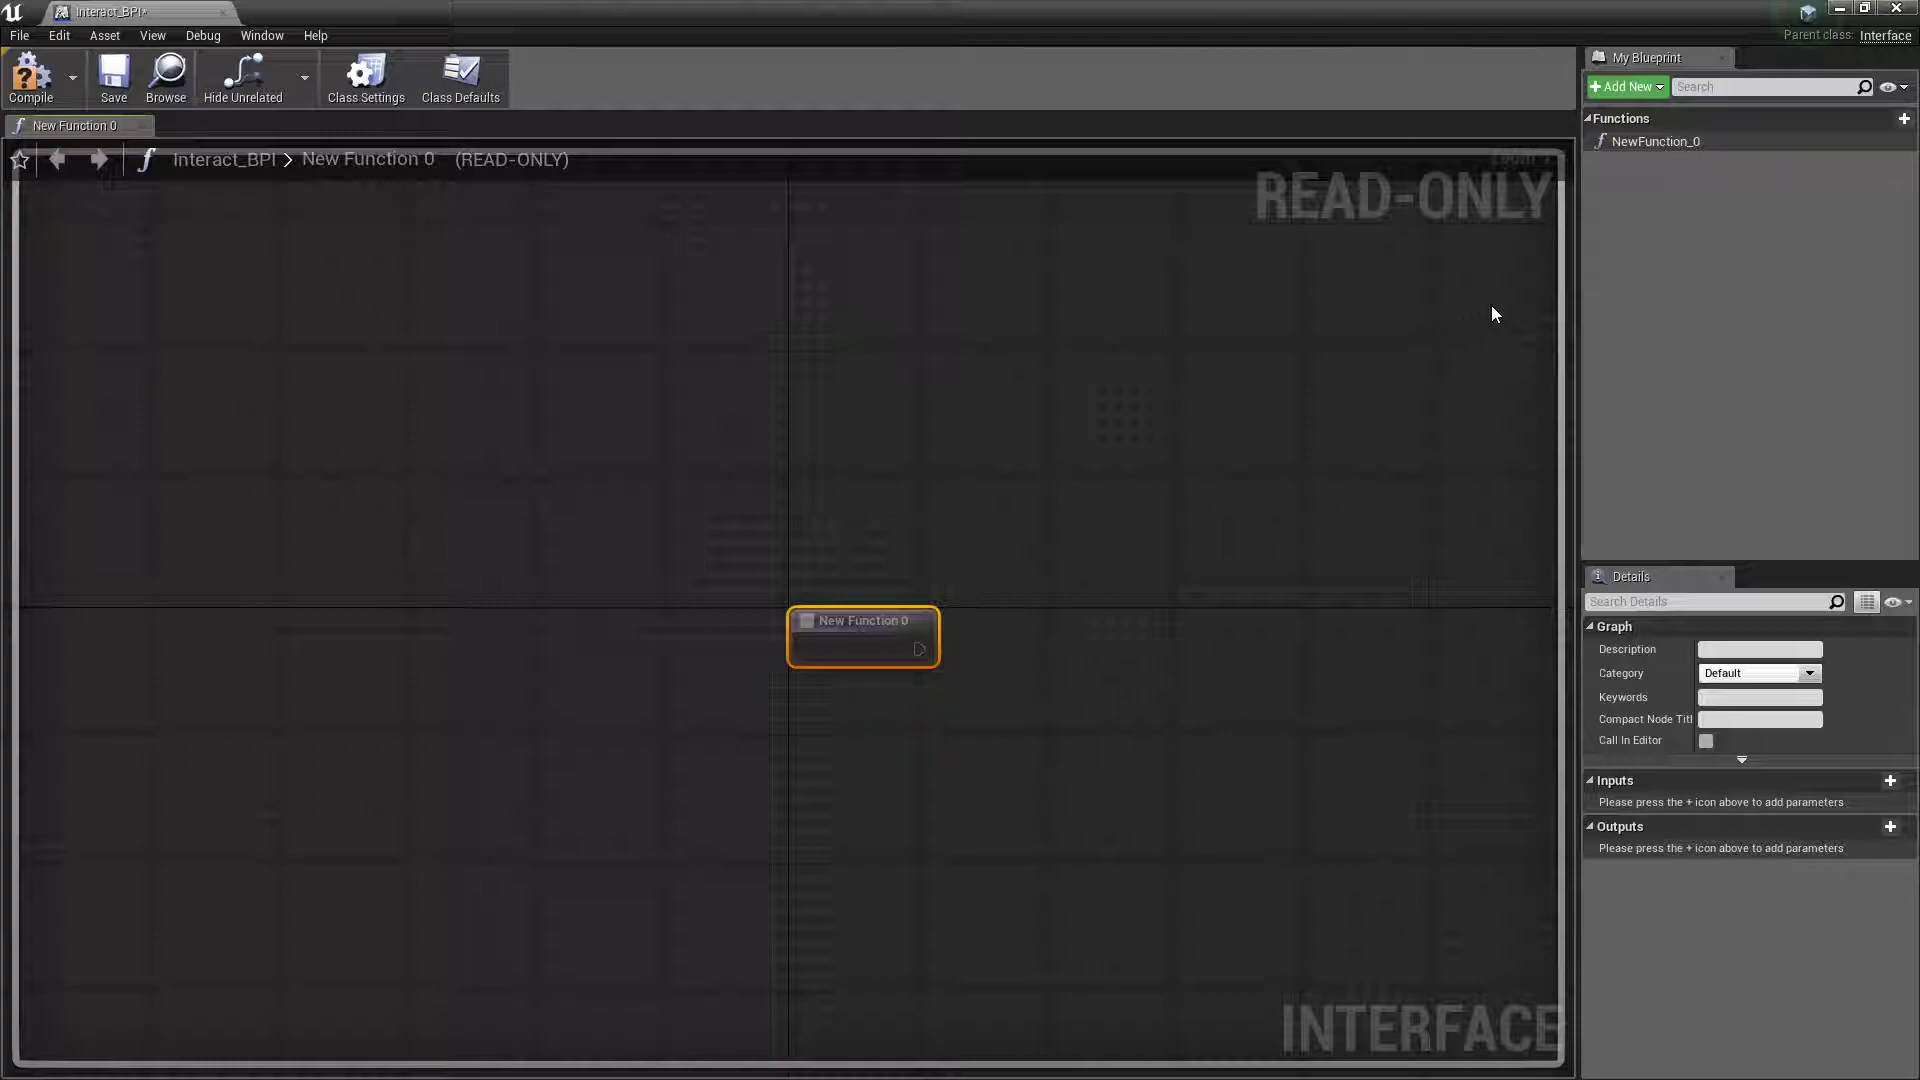 Interact_BPI*
File Edit Asset View Debug Window Help
Parent class: Interface
Compile Save Browse Hide Unrelated Class Settings Class Defaults
My Blueprint
+ Add New Search
Functions
f NewFunction_0
f New Function 0
f Interact_BPI > New Function 0 (READ-ONLY)
READ-ONLY
New Function 0
INTERFACE
Details
Search Details
Graph
Description
Category Default
Keywords
Compact Node Titl
Call In Editor
Inputs
Please press the + icon above to add parameters
Outputs
Please press the + icon above to add parameters